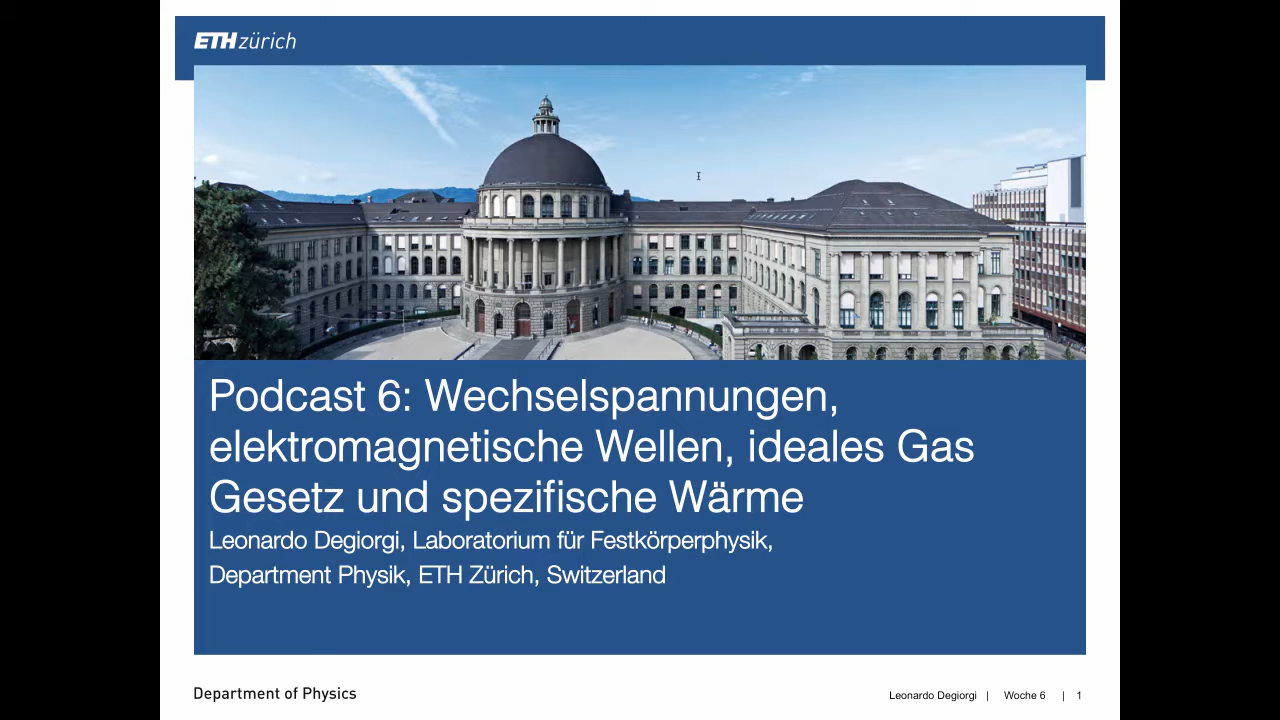 ETH zürich
Podcast 6: Wechselspannungen,
elektromagnetische Wellen, ideales Gas
Gesetz und spezifische Wärme
Leonardo Degiorgi, Laboratorium für Festkörperphysik,
Department Physik, ETH Zürich, Switzerland
Department of Physics
Leonardo Degiorgi | Woche 6 | 1